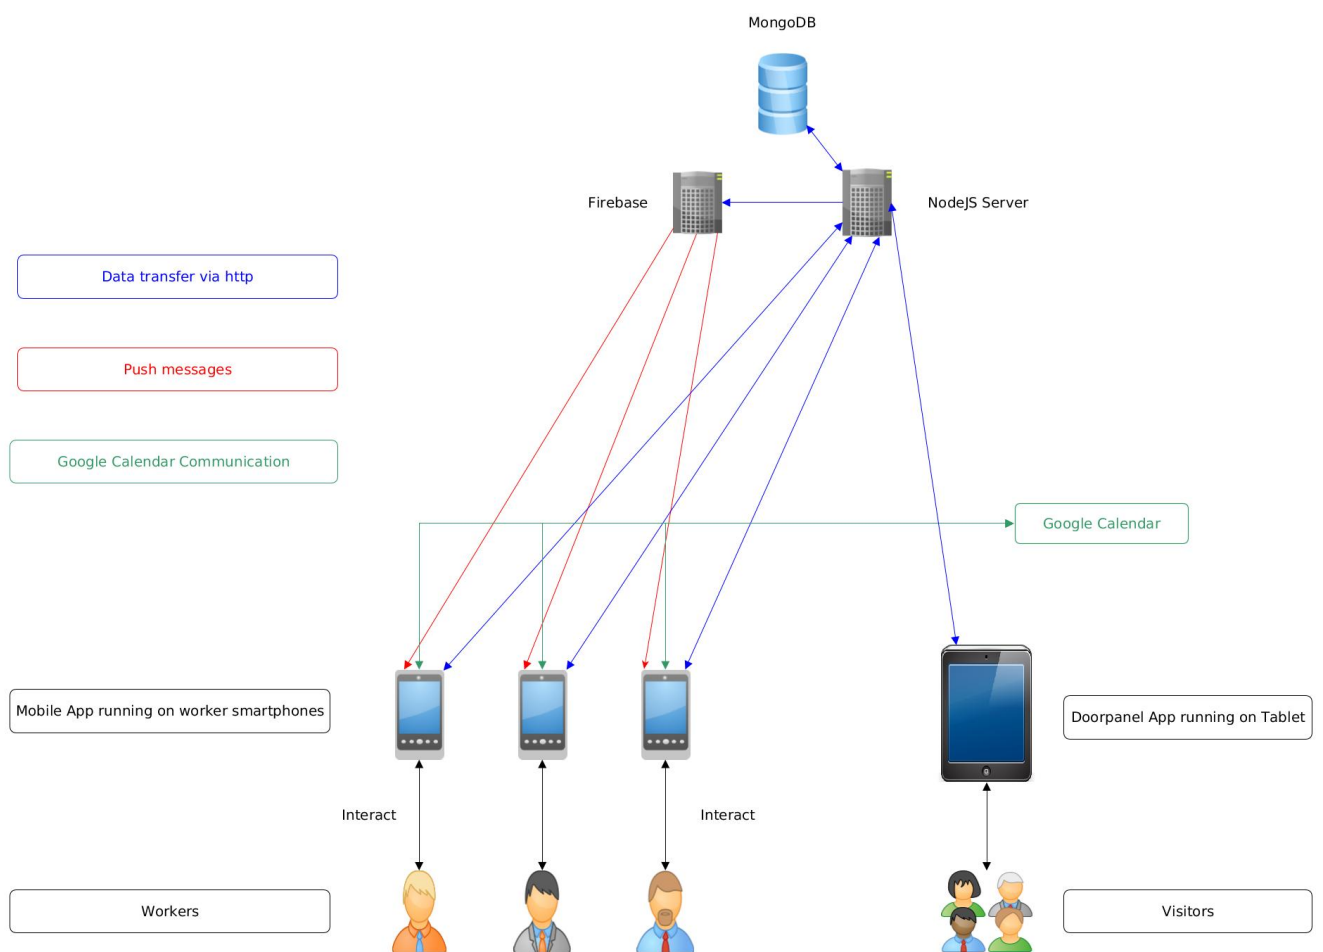 MongoDB
Firebase
NodeJS Server
Data transfer via http
Push messages
Google Calendar Communication
Google Calendar
Mobile App running on worker smartphones
Doorpanel App running on Tablet
Interact
Interact
Workers
Visitors